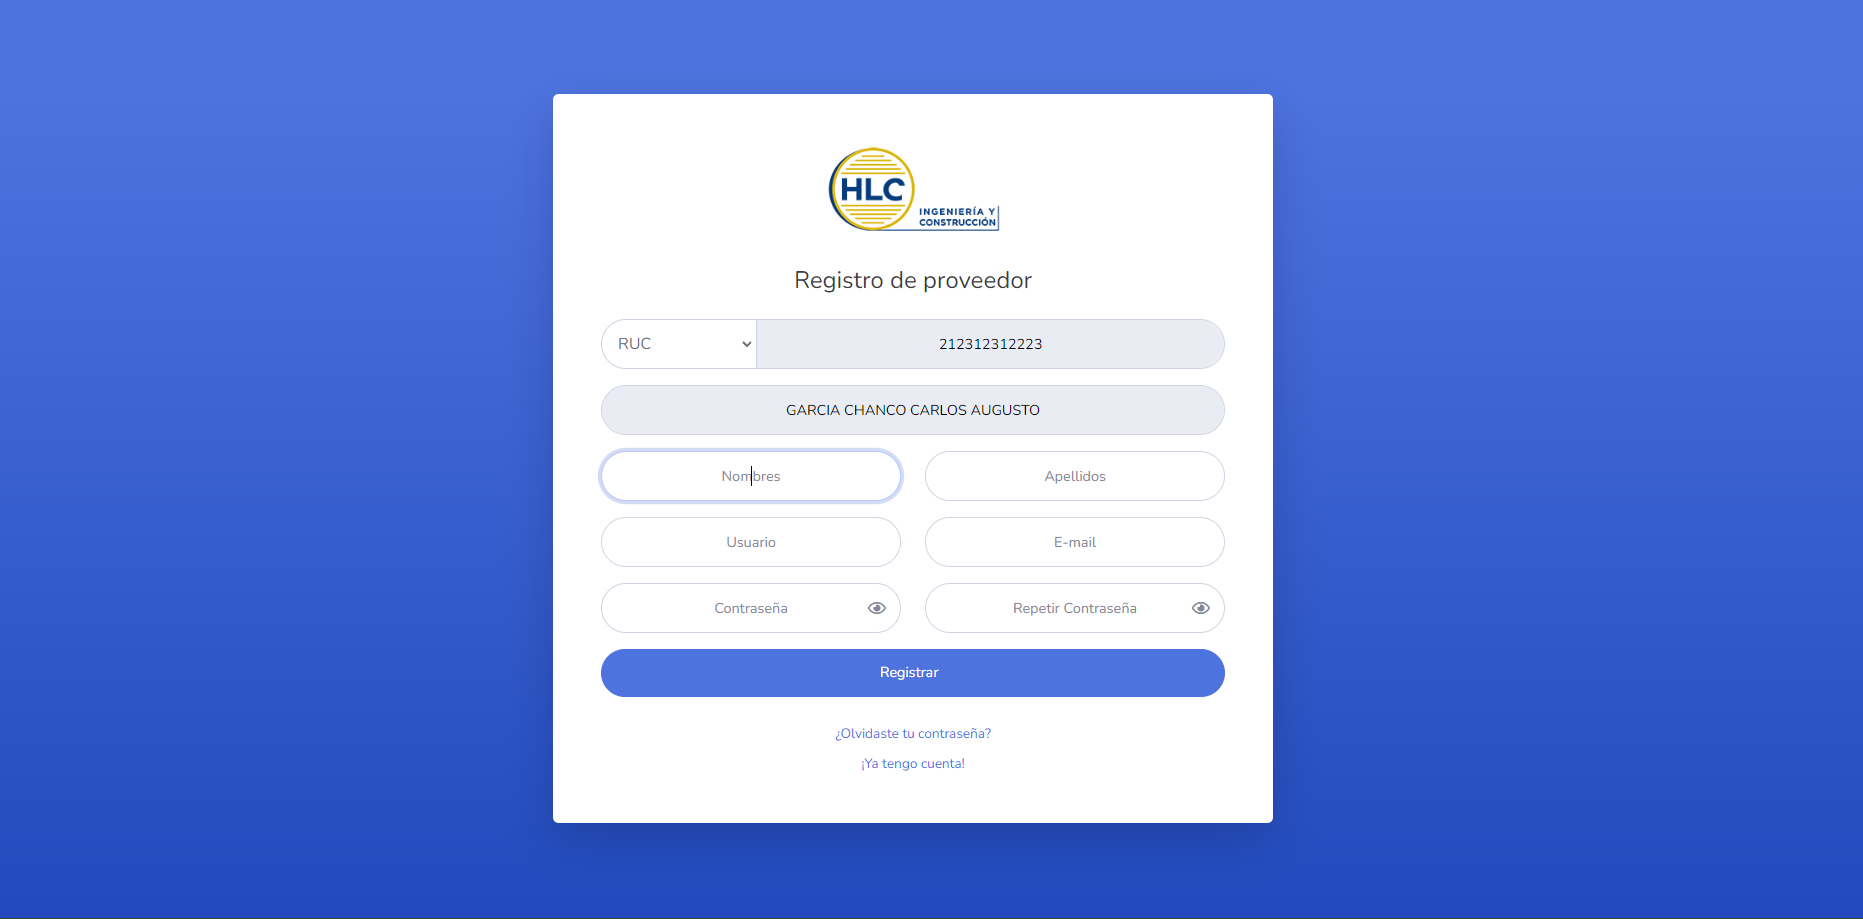 HLC
INGENIERÍA Y
CONSTRUCCIÓN
Registro de proveedor
RUC
212312312223
GARCIA CHANCO CARLOS AUGUSTO
Nombres
Apellidos
Usuario
E-mail
Contraseña
Repetir Contraseña
Registrar
¿Olvidaste tu contraseña?
¡Ya tengo cuenta!